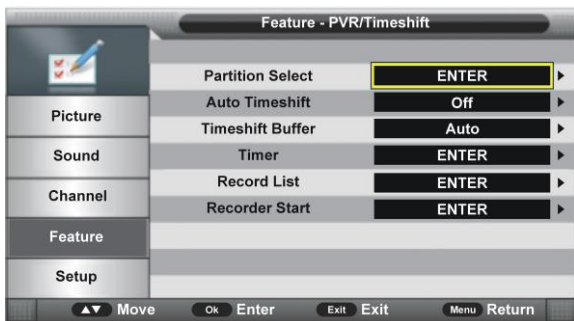 Feature - PVR/Timeshift
Partition Select ENTER
Auto Timeshift Off
Timeshift Buffer Auto
Timer ENTER
Record List ENTER
Recorder Start ENTER
Picture
Sound
Channel
Feature
Setup
Move Ok Enter Exit Exit Menu Return